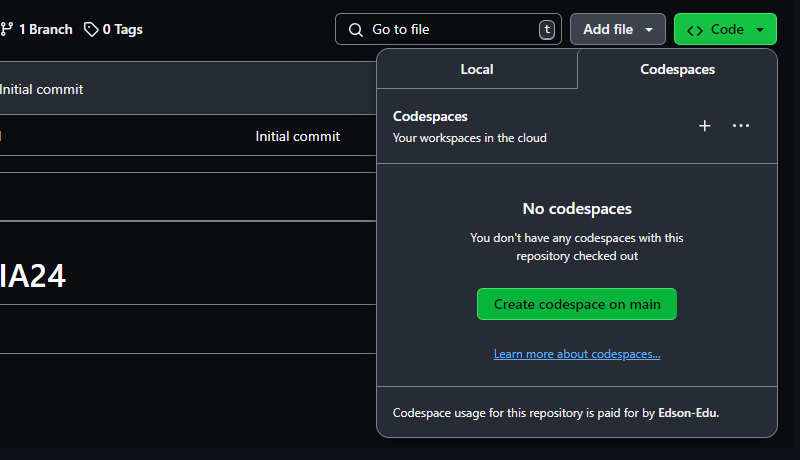 1 Branch 0 Tags Go to file t Add file Code
Local Codespaces
Initial commit
Codespaces
Your workspaces in the cloud
Initial commit
No codespaces
You don't have any codespaces with this
repository checked out
IA24
Create codespace on main
Learn more about codespaces...
Codespace usage for this repository is paid for by Edson-Edu.